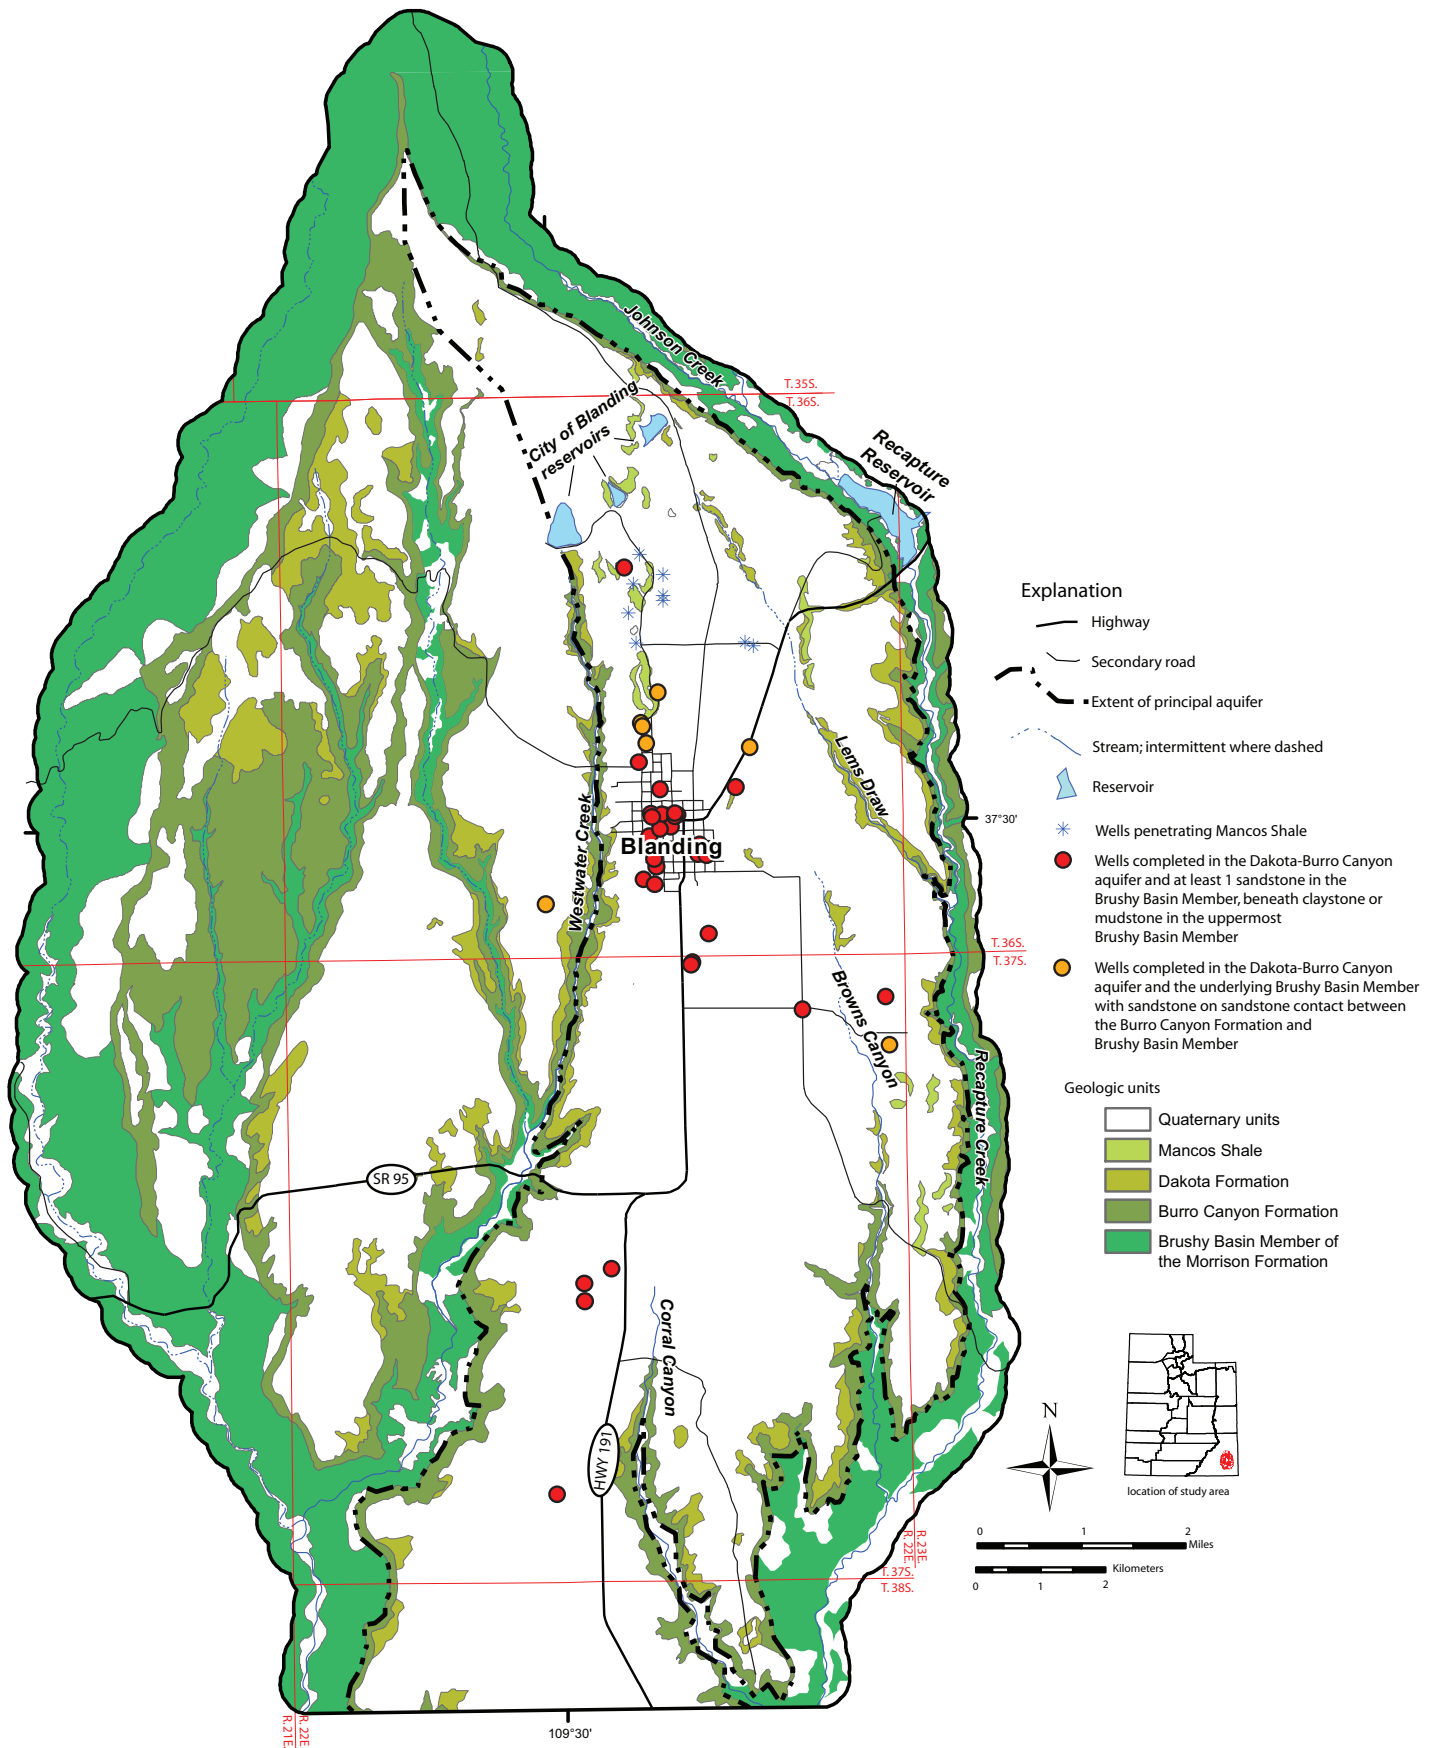 Johnson Creek
T. 35S.
T. 36S.
City of Blanding
reservoirs
Recapture
Reservoir
Explanation
Highway
Secondary road
Extent of principal aquifer
Stream; intermittent where dashed
Reservoir
Wells penetrating Mancos Shale
Wells completed in the Dakota-Burro Canyon
aquifer and at least 1 sandstone in the
Brushy Basin Member, beneath claystone or
mudstone in the uppermost
Brushy Basin Member
Wells completed in the Dakota-Burro Canyon
aquifer and the underlying Brushy Basin Member
with sandstone on sandstone contact between
the Burro Canyon Formation and
Brushy Basin Member
Geologic units
Quaternary units
Mancos Shale
Dakota Formation
Burro Canyon Formation
Brushy Basin Member of
the Morrison Formation
Lems Draw
37°30'
Westwater Creek
Blanding
T. 36S.
T. 37S.
Browns Canyon
Recapture Creek
SR 95
Corral Canyon
HWY 191
N
location of study area
0 1 2
Miles
Kilometers
0 1 2
R. 22E.
R. 23E.
T. 37S.
T. 38S.
R. 21E.
R. 22E.
109°30'